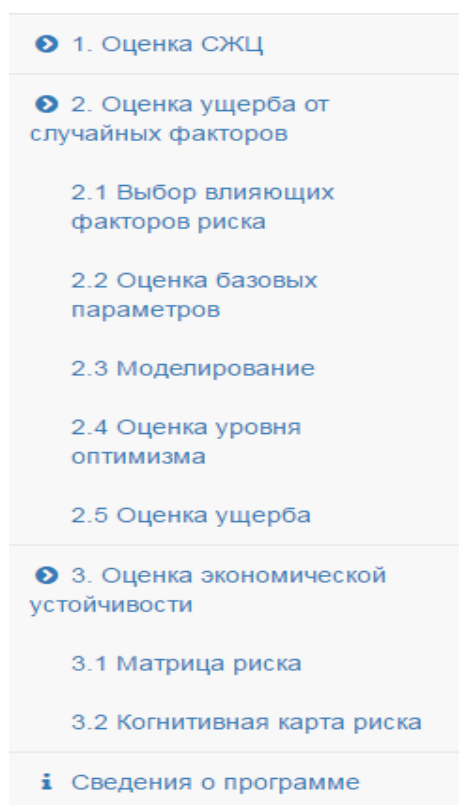 1. Оценка СЖЦ
2. Оценка ущерба от
случайных факторов
2.1 Выбор влияющих
факторов риска
2.2 Оценка базовых
параметров
2.3 Моделирование
2.4 Оценка уровня
оптимизма
2.5 Оценка ущерба
3. Оценка экономической
устойчивости
3.1 Матрица риска
3.2 Когнитивная карта риска
Сведения о программе